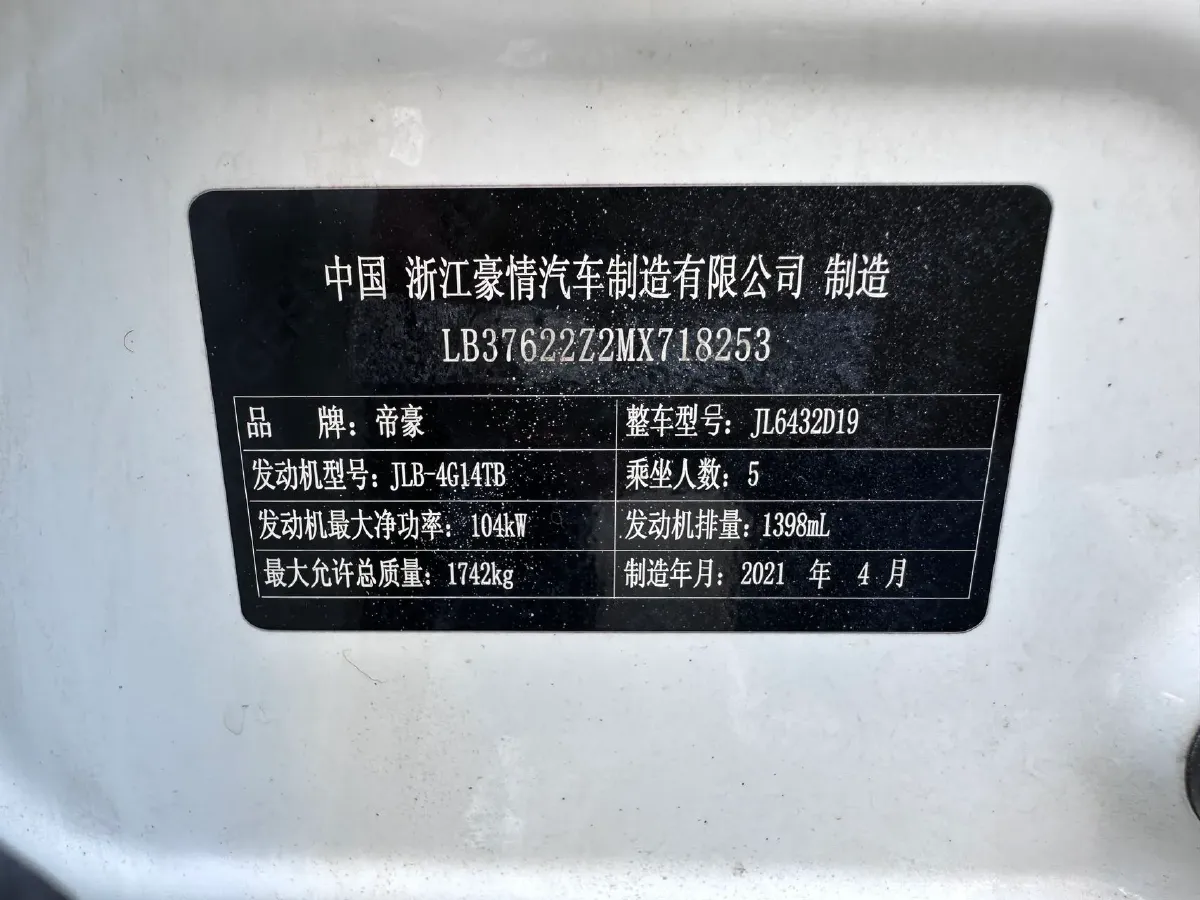 中国 浙江豪情汽车制造有限公司 制造
LB37622Z2MX718253
品 牌：帝豪 整车型号：JL6432D19
发动机型号：JLB-4G14TB 乘坐人数：5
发动机最大净功率：104kW 发动机排量：1398mL
最大允许总质量：1742kg 制造年月：2021 年 4 月